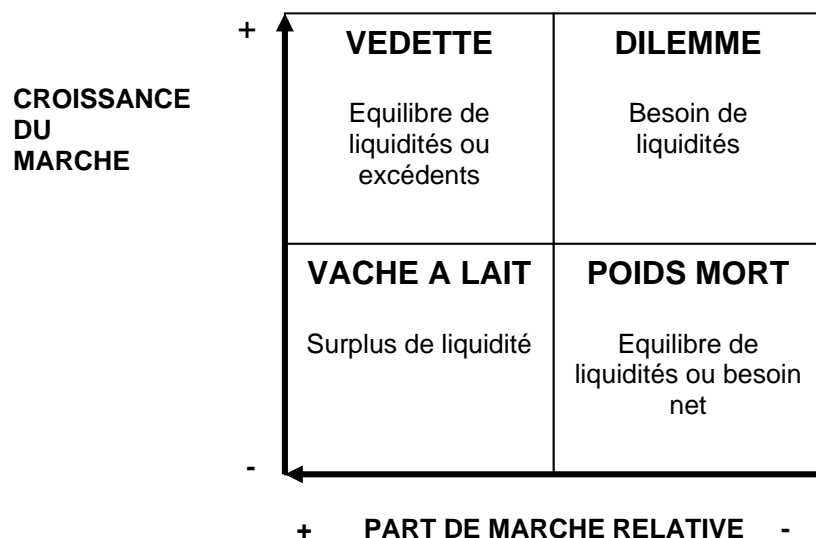 +
VEDETTE
DILEMME
CROISSANCE
DU
MARCHE
Equilibre de
liquidités ou
excédents
Besoin de
liquidités
VACHE A LAIT
POIDS MORT
Surplus de liquidité
Equilibre de
liquidités ou besoin
net
-
+ PART DE MARCHE RELATIVE -